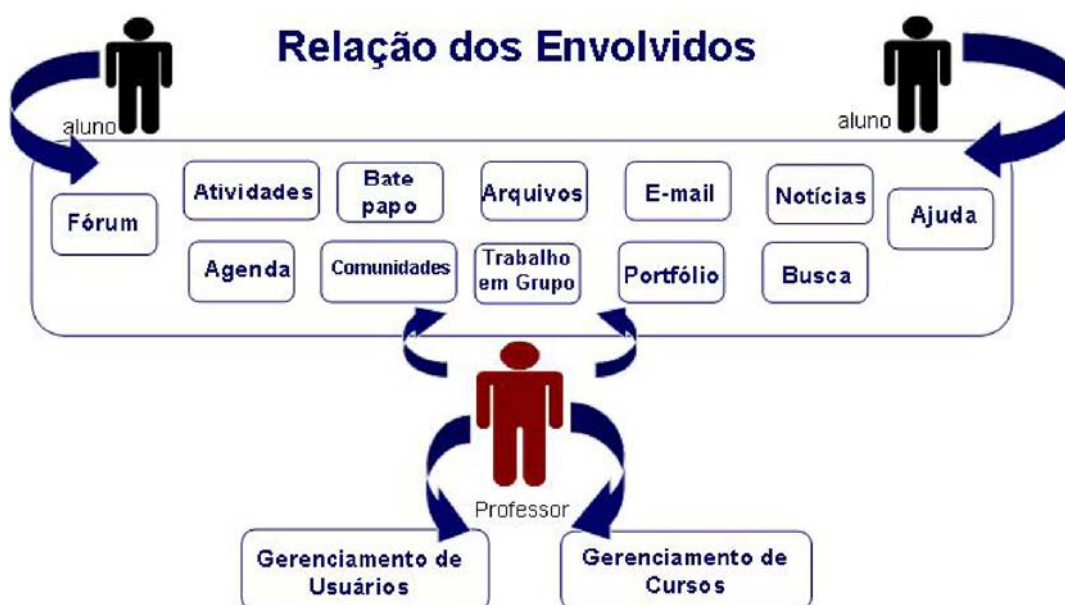 Relação dos Envolvidos
aluno
aluno
Fórum
Atividades
Bate
papo
Arquivos
E-mail
Notícias
Ajuda
Agenda
Comunidades
Trabalho
em Grupo
Portfólio
Busca
Professor
Gerenciamento de
Usuários
Gerenciamento de
Cursos